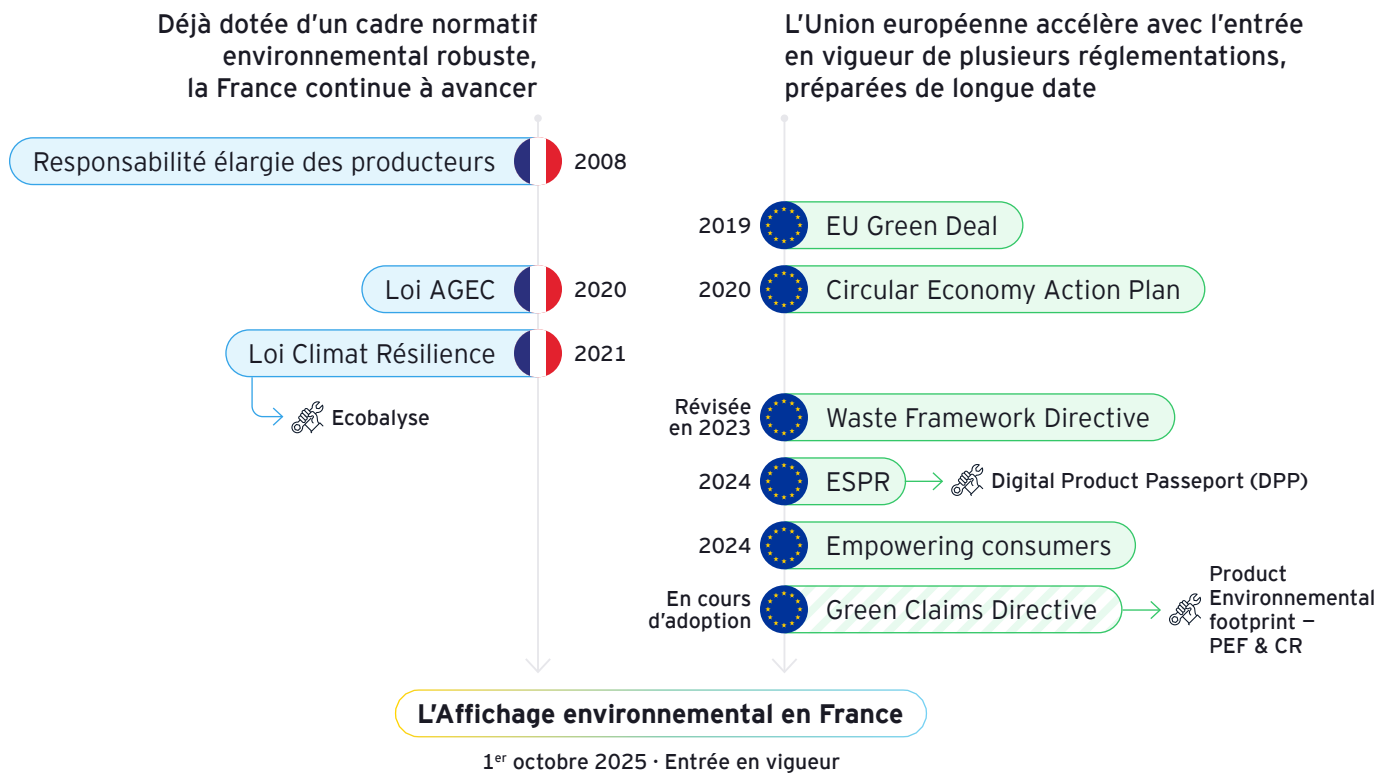 Déjà dotée d'un cadre normatif
environnemental robuste,
la France continue à avancer
L'Union européenne accélère avec l'entrée
en vigueur de plusieurs réglementations,
préparées de longue date
Responsabilité élargie des producteurs
2008
2019
EU Green Deal
Loi AGEC
2020
2020
Circular Economy Action Plan
Loi Climat Résilience
2021
Ecobalyse
Révisée
en 2023
Waste Framework Directive
2024
ESPR
Digital Product Passeport (DPP)
2024
Empowering consumers
En cours
d'adoption
Green Claims Directive
Product
Environnemental
footprint –
PEF & CR
L'Affichage environnemental en France
1er octobre 2025 · Entrée en vigueur